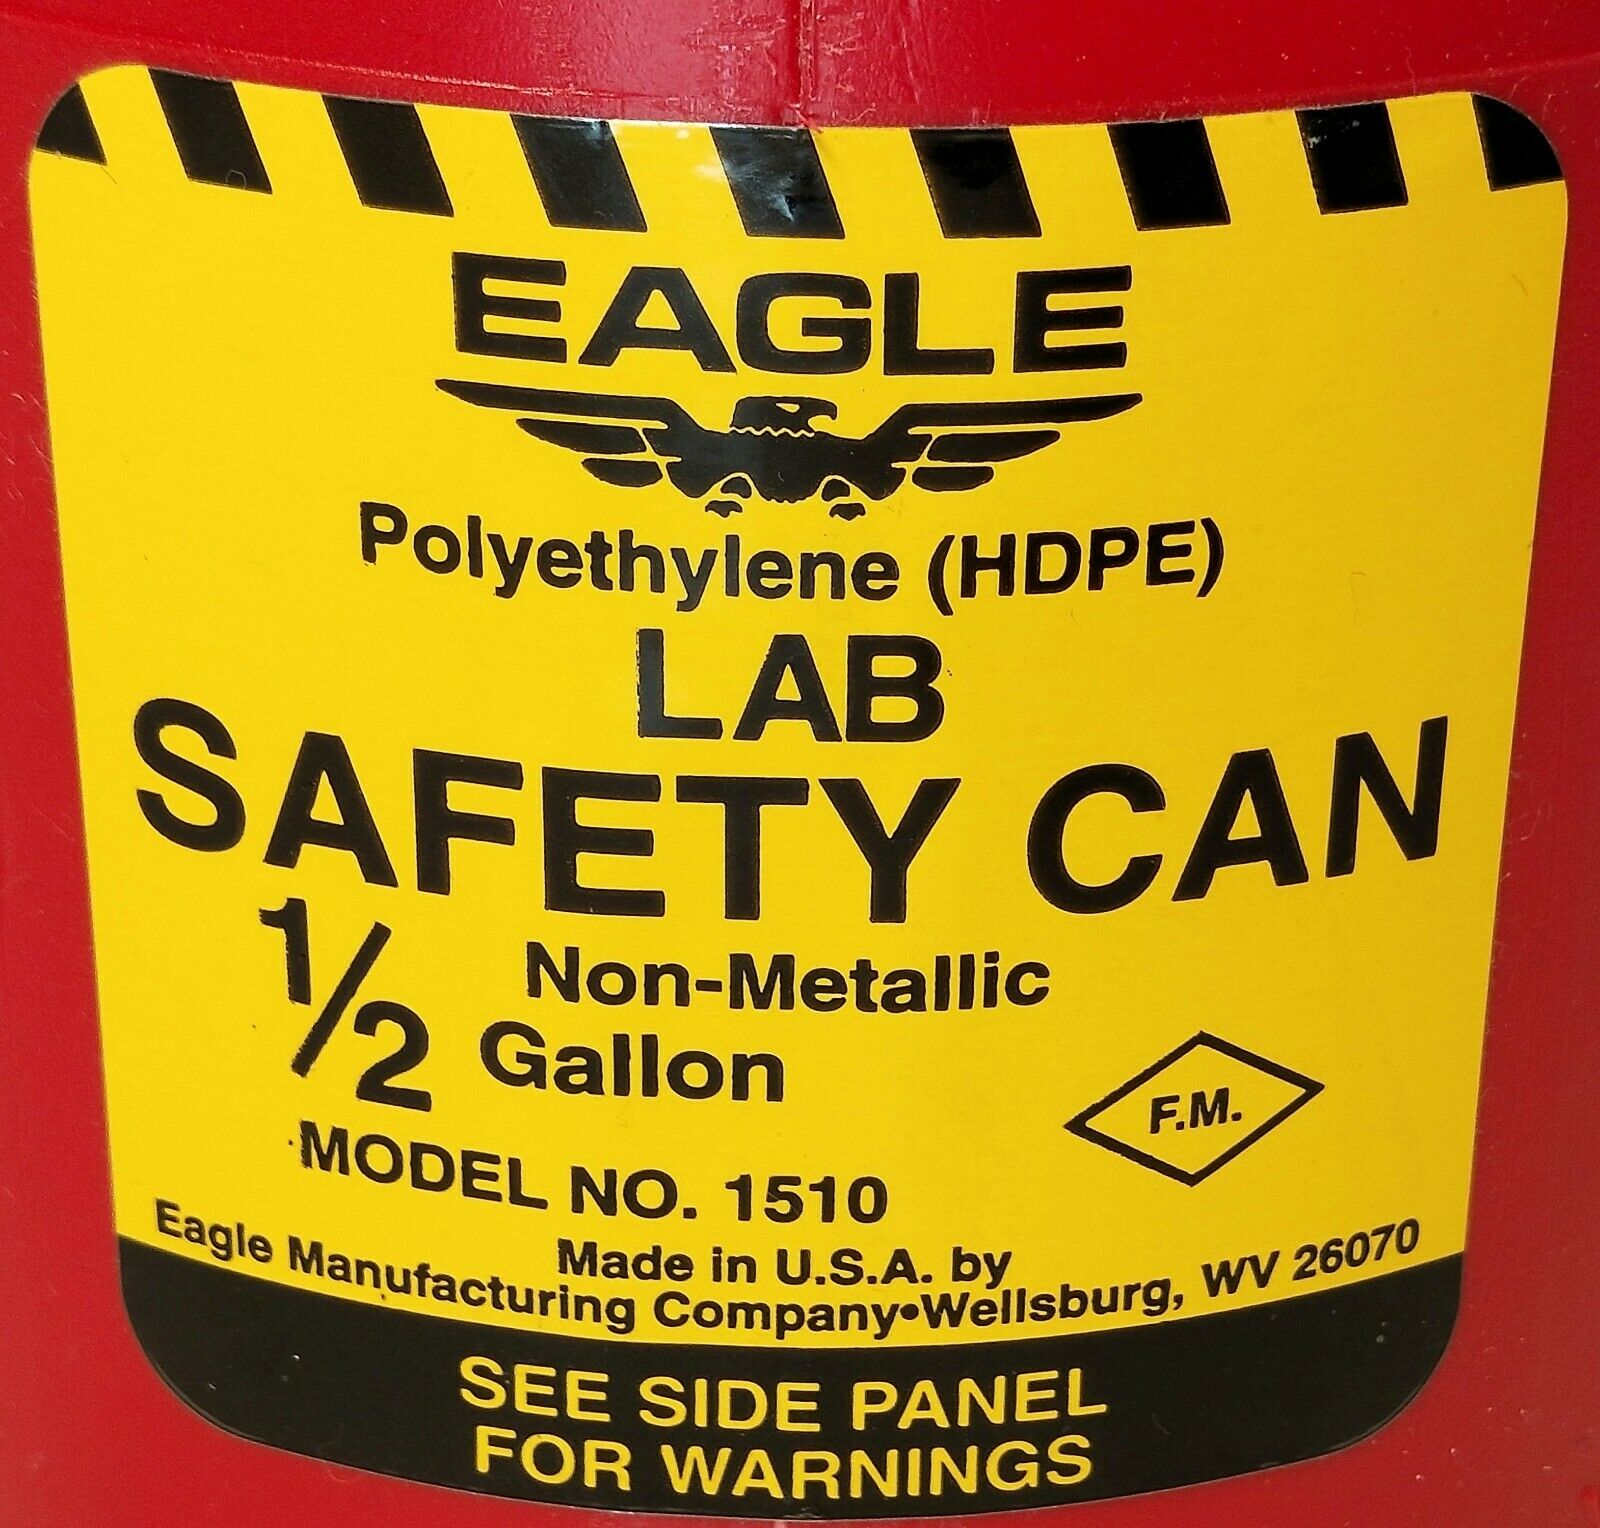 EAGLE
Polyethylene (HDPE)
LAB
SAFETY CAN
Non-Metallic
1/2 Gallon
F.M.
MODEL NO. 1510
Made in U.S.A. by
Eagle Manufacturing Company•Wellsburg, WV 26070
SEE SIDE PANEL
FOR WARNINGS